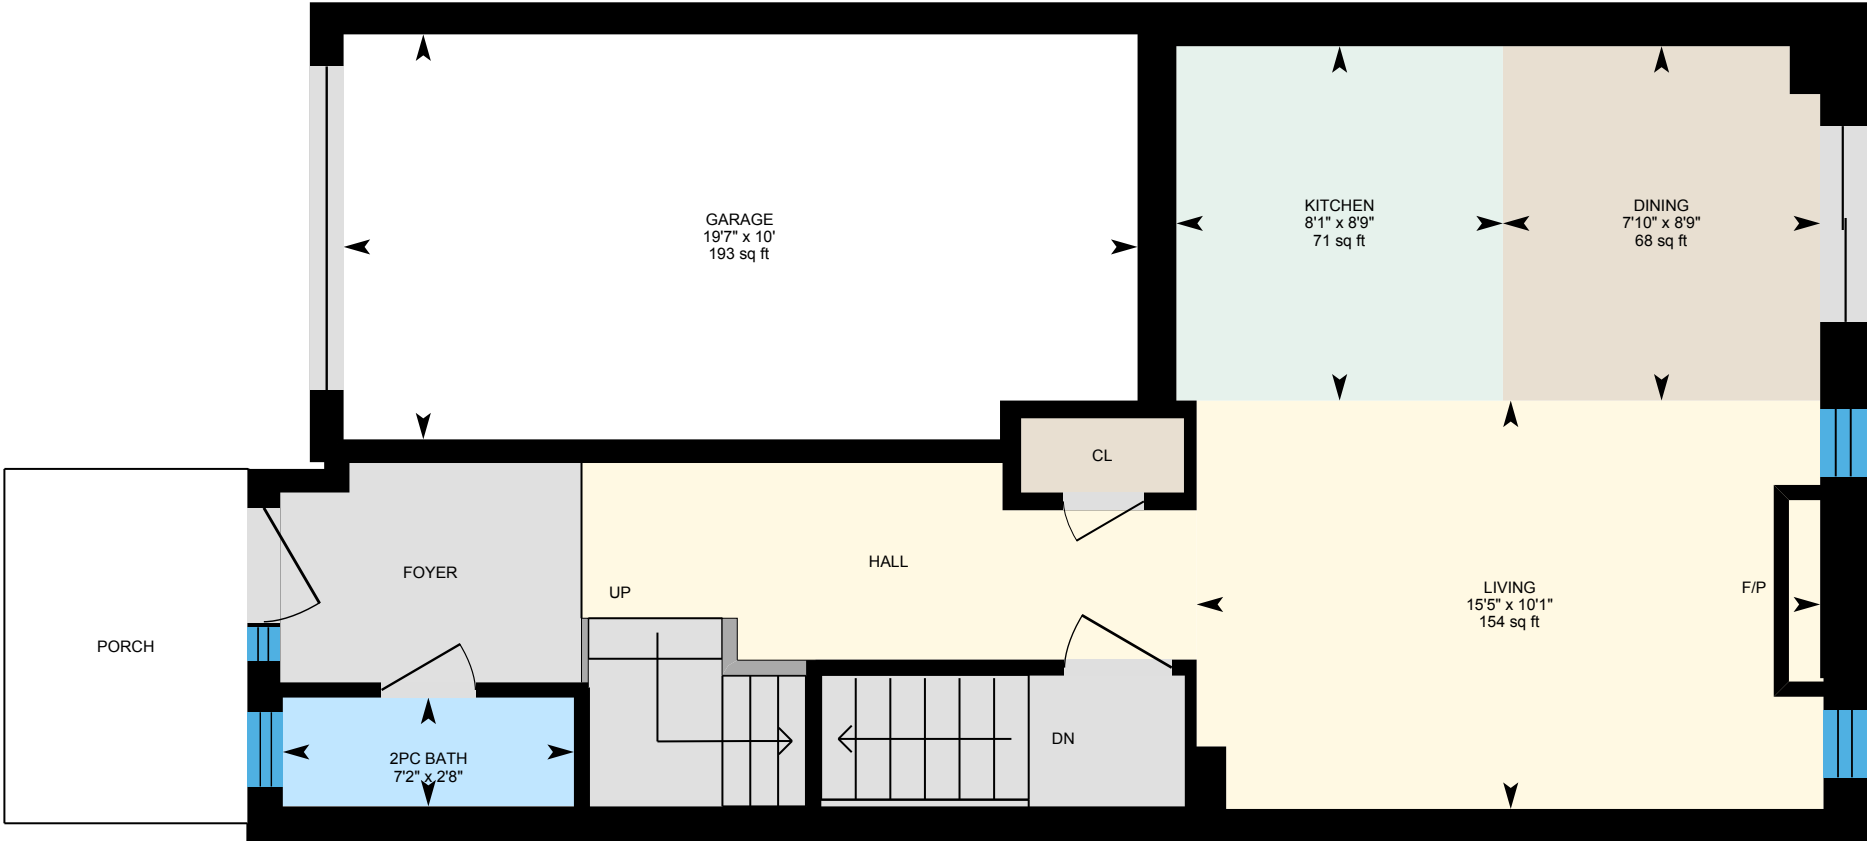 GARAGE
19'7" x 10'
193 sq ft
KITCHEN
8'1" x 8'9"
71 sq ft
DINING
7'10" x 8'9"
68 sq ft
CL
FOYER
HALL
UP
LIVING
15'5" x 10'1"
154 sq ft
F/P
PORCH
2PC BATH
7'2" x 2'8"
DN